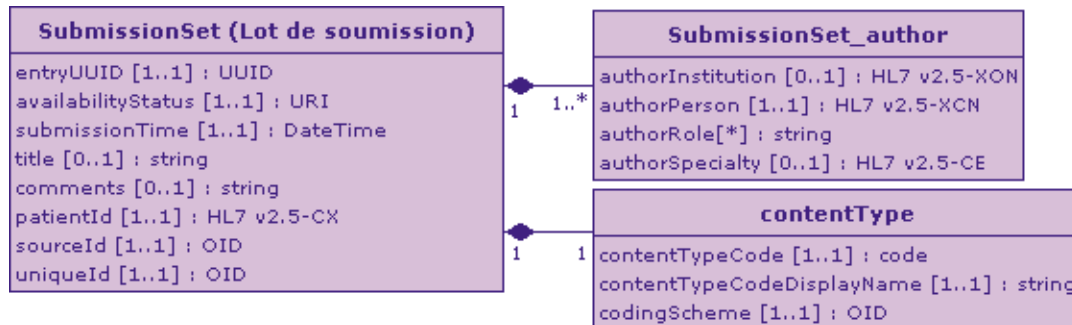 SubmissionSet (Lot de soumission)
entryUUID [1..1] : UUID
availabilityStatus [1..1] : URI
submissionTime [1..1] : DateTime
title [0..1] : string
comments [0..1] : string
patientId [1..1] : HL7 v2.5-CX
sourceId [1..1] : OID
uniqueId [1..1] : OID
1
1..*
SubmissionSet_author
authorInstitution [0..1] : HL7 v2.5-XON
authorPerson [1..1] : HL7 v2.5-XCN
authorRole[*] : string
authorSpecialty [0..1] : HL7 v2.5-CE
1
1
contentType
contentTypeCode [1..1] : code
contentTypeCodeDisplayName [1..1] : string
codingScheme [1..1] : OID